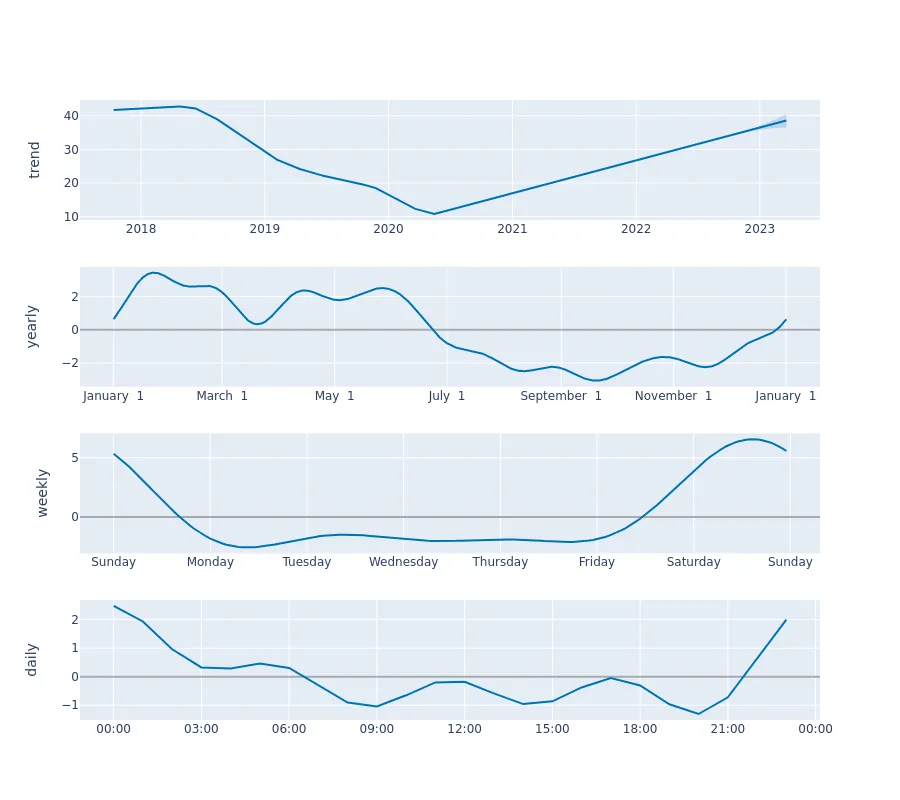 trend
40
30
20
10
2018 2019 2020 2021 2022 2023
yearly
2
0
−2
January 1 March 1 May 1 July 1 September 1 November 1 January 1
weekly
5
0
Sunday Monday Tuesday Wednesday Thursday Friday Saturday Sunday
daily
2
1
0
−1
00:00 03:00 06:00 09:00 12:00 15:00 18:00 21:00 00:00